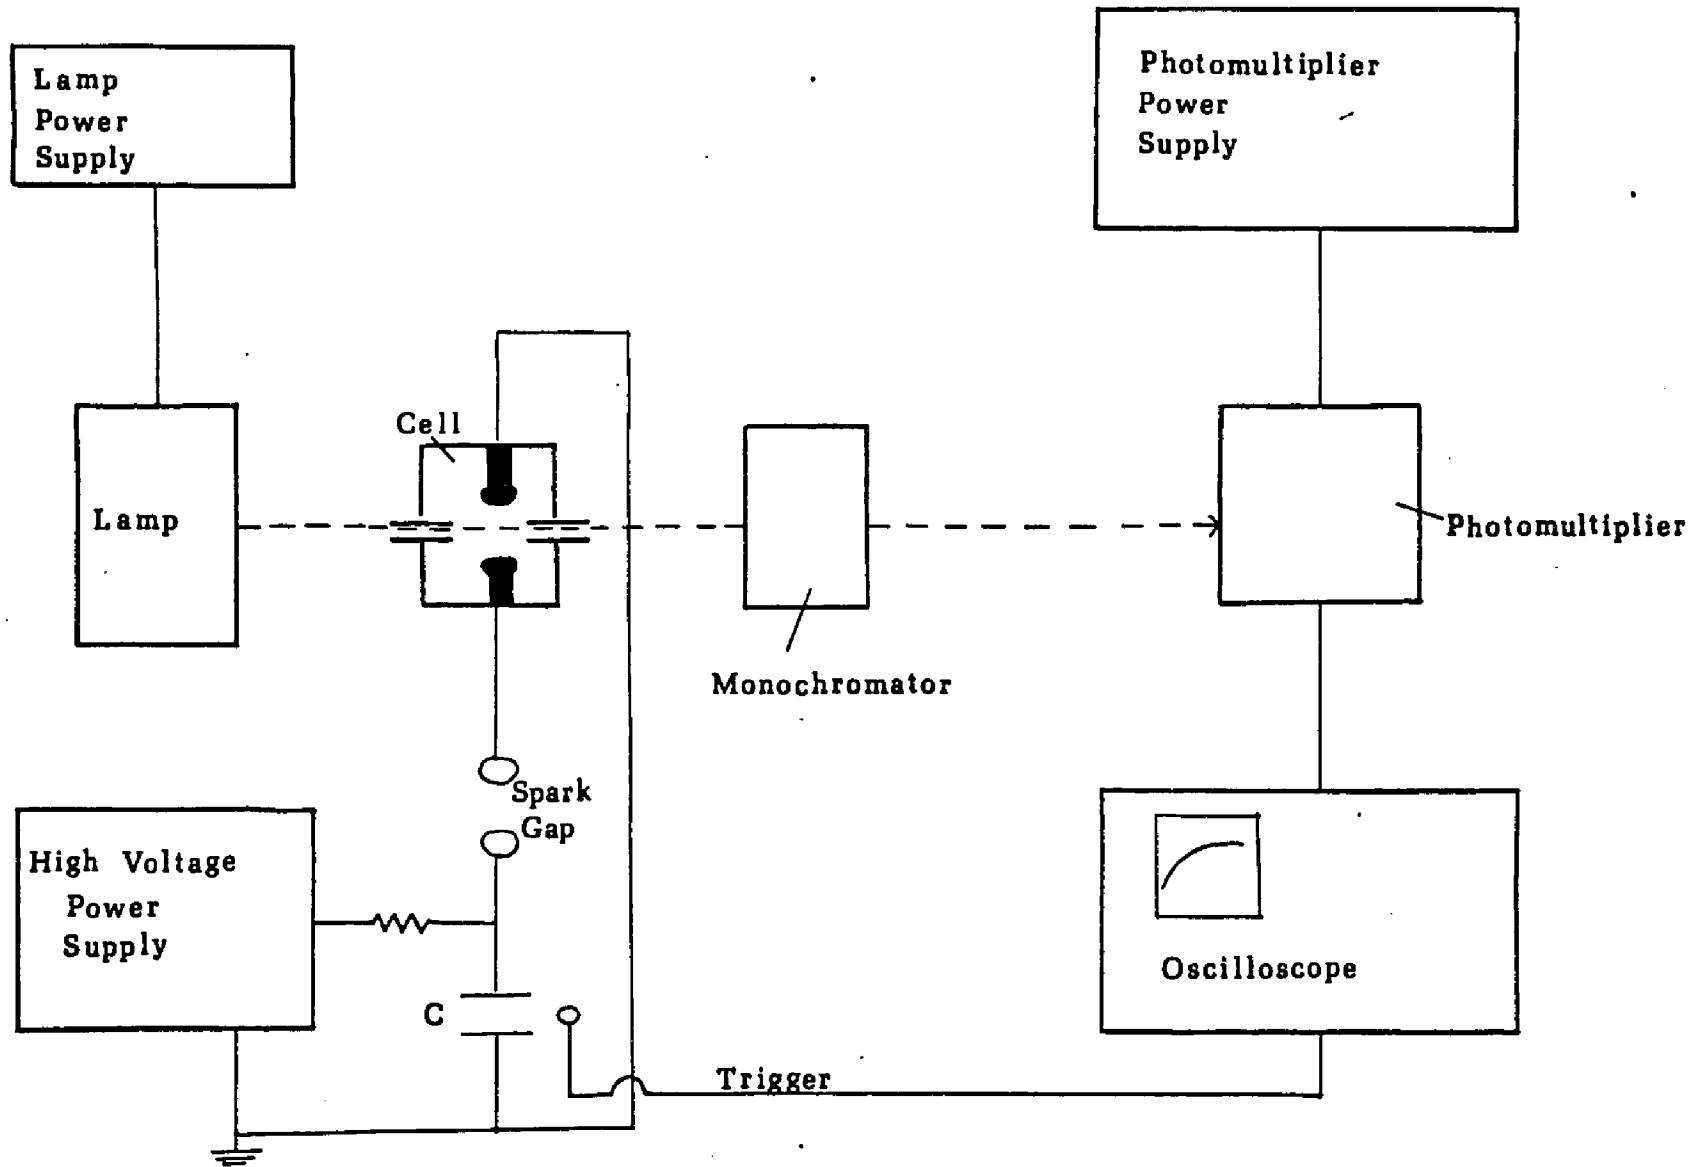 Lamp
Power
Supply
Photomultiplier
Power
Supply
Cell
Lamp
Photomultiplier
Monochromator
Spark
Gap
High Voltage
Power
Supply
C
Oscilloscope
Trigger